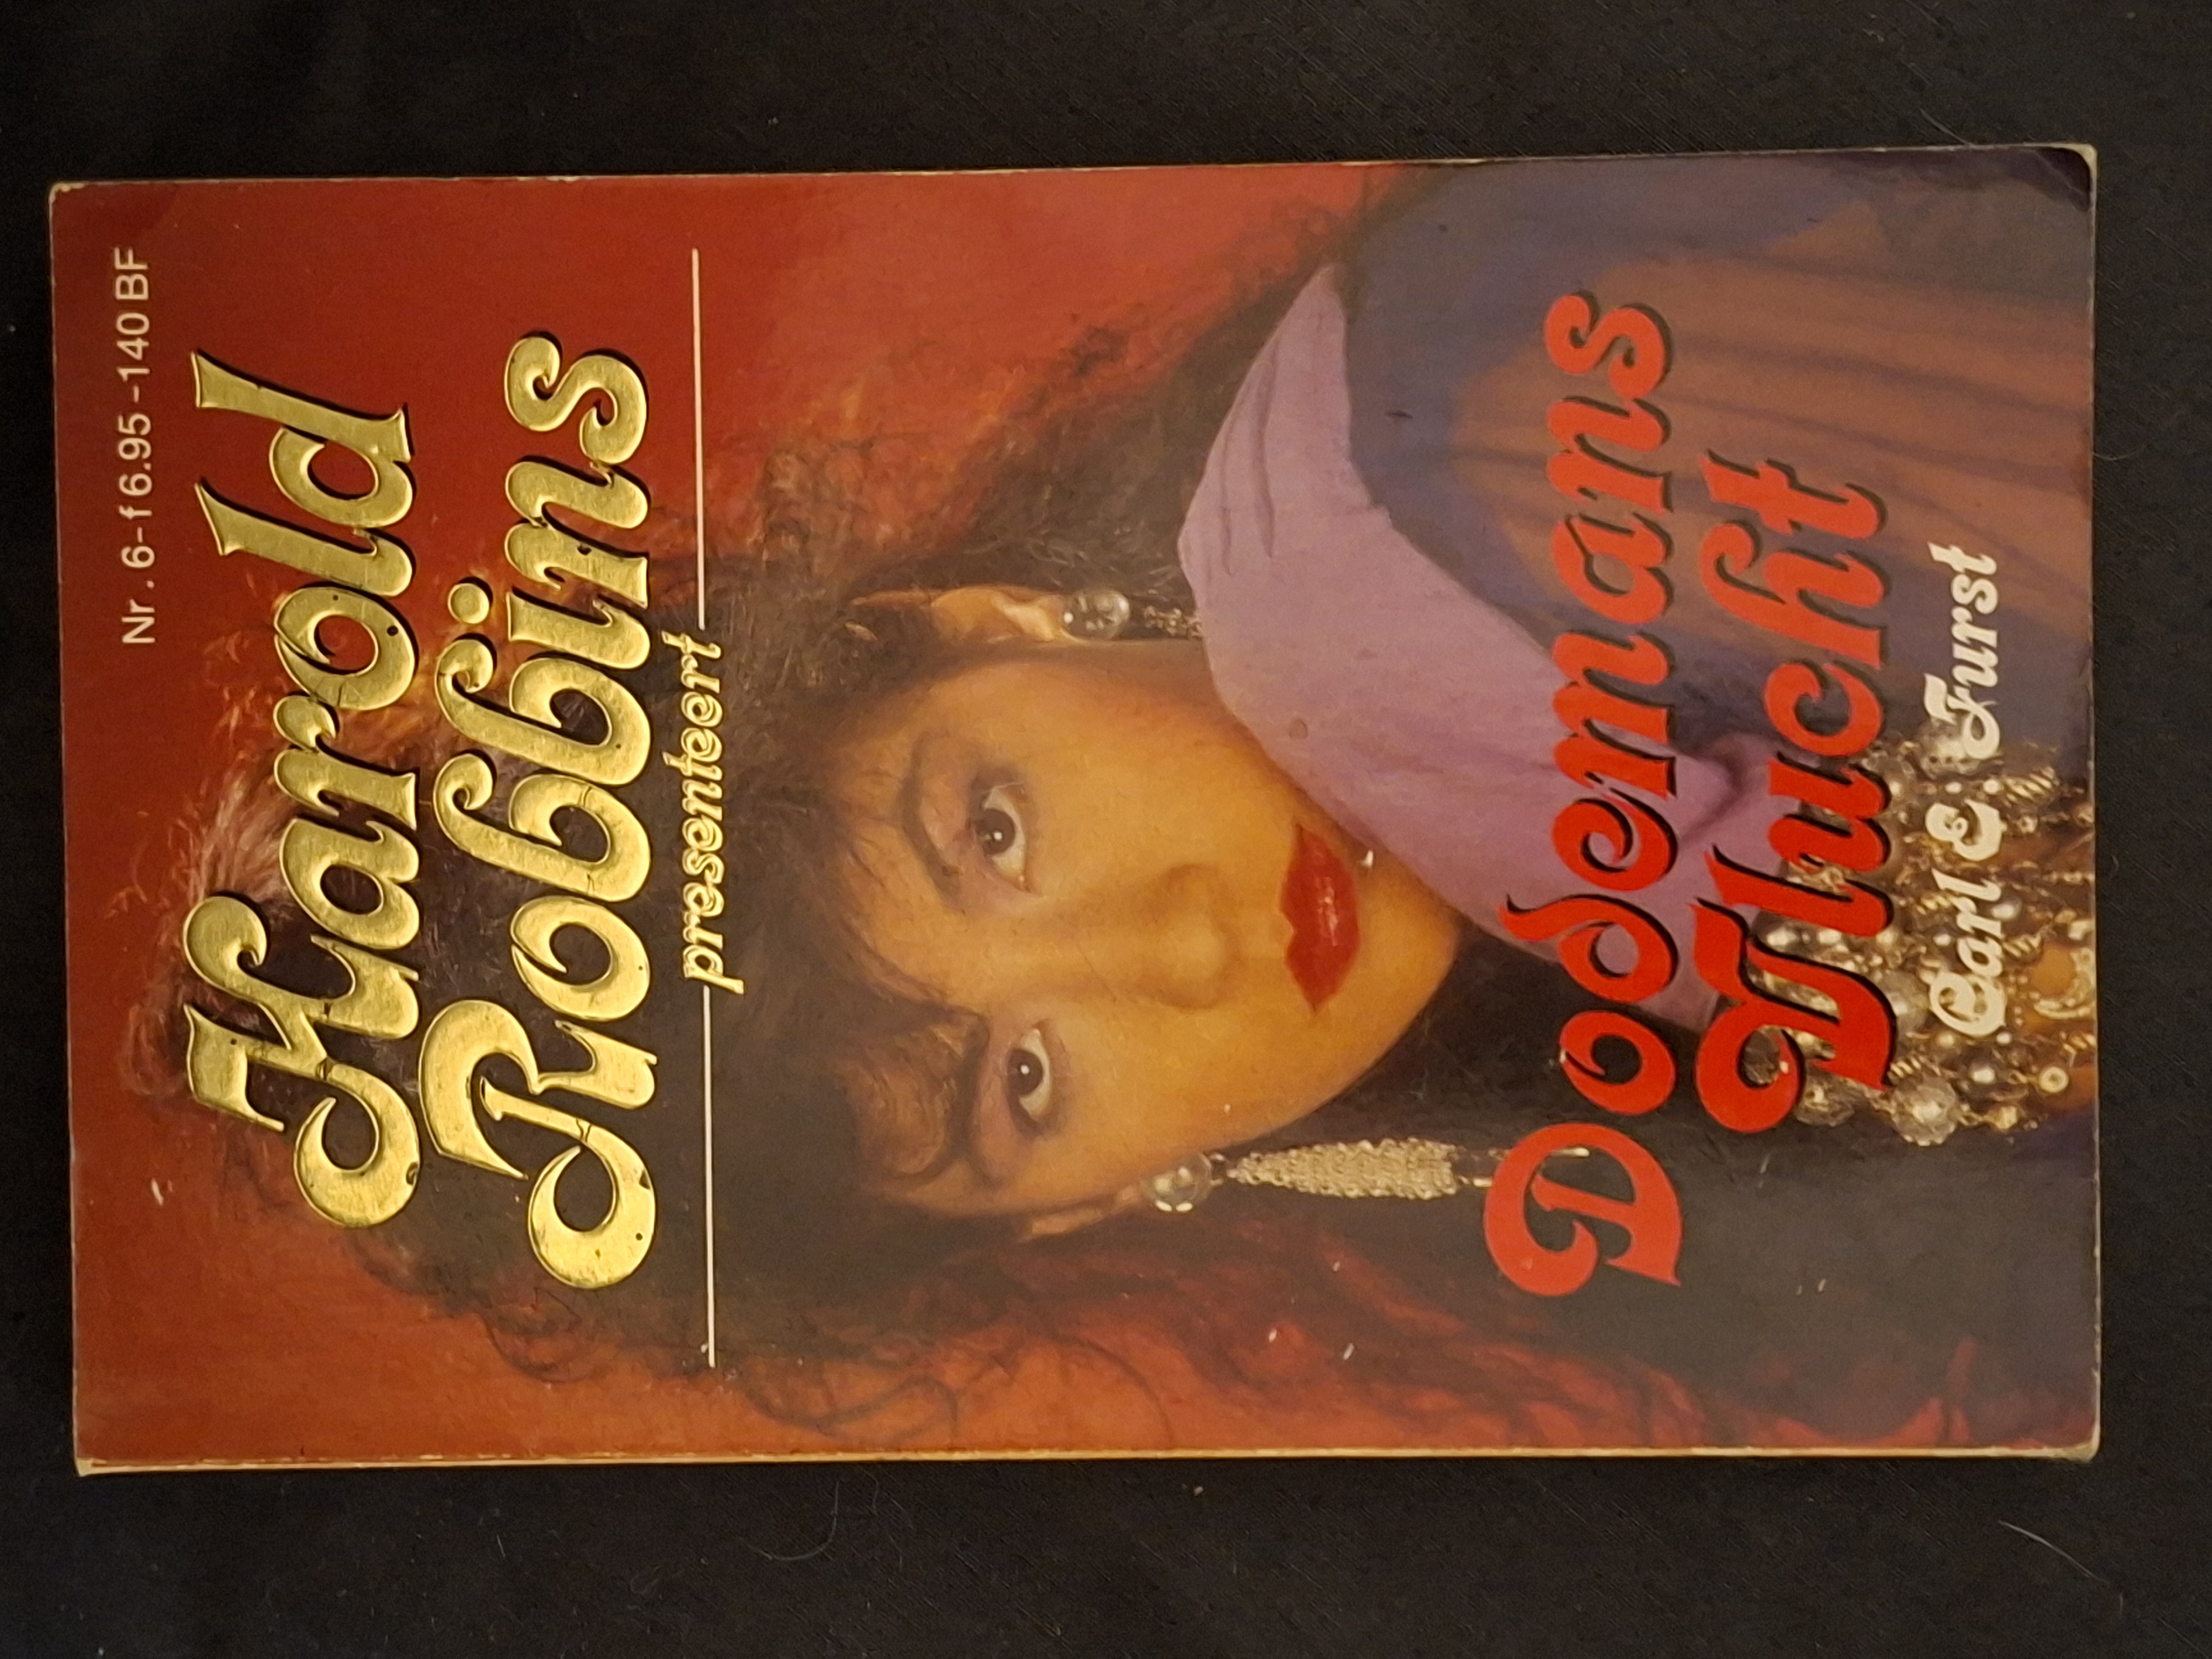 Nr. 6 - f 6.95 - 140 BF
Harold
Robbins
presenteert
Dodemans
Vlucht
Carl & Furst